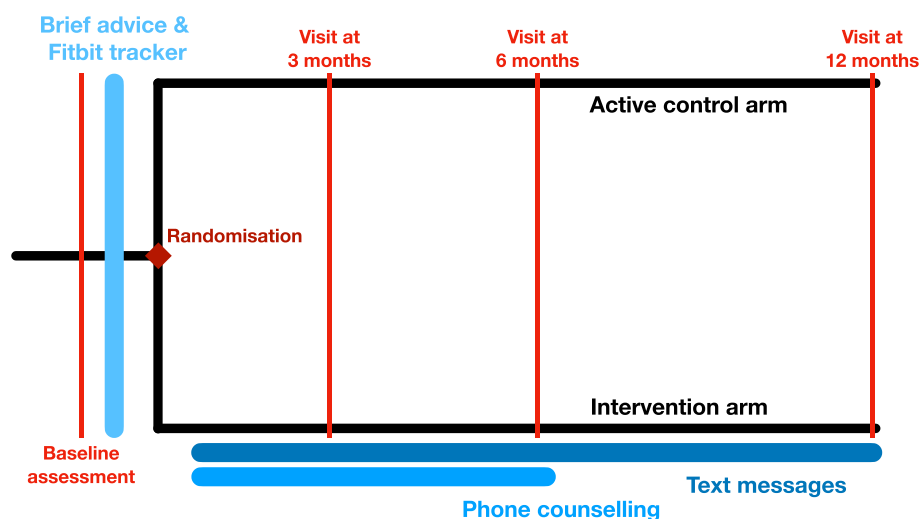 Brief advice &
Fitbit tracker
Visit at
3 months
Visit at
6 months
Visit at
12 months
Active control arm
Randomisation
Intervention arm
Baseline
assessment
Text messages
Phone counselling